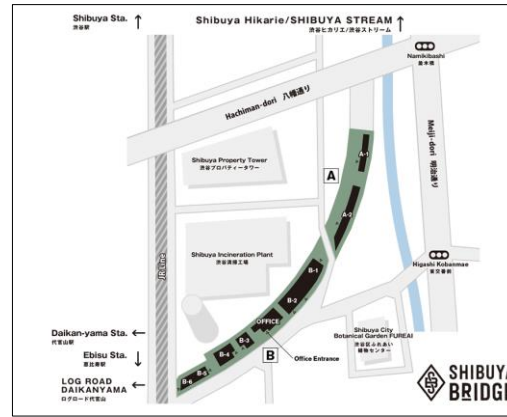 Shibuya Sta.
渋谷駅
Shibuya Hikarie/SHIBUYA STREAM
渋谷ヒカリエ/渋谷ストリーム
Namikibashi
並木橋
Hachiman-dori 八幡通り
Meiji-dori 明治通り
A-1
Shibuya Property Tower
渋谷プロパティータワー
A
A-2
JR Line
Shibuya Incineration Plant
渋谷清掃工場
B-1
Higashi Kobanmae
東交番前
B-2
OFFICE
Daikan-yama Sta.
代官山駅
Shibuya City
Botanical Garden FUREAI
渋谷区ふれあい
植物センター
B-3
B-4
B
Office Entrance
Ebisu Sta.
恵比寿駅
B-5
B-6
LOG ROAD
DAIKANYAMA
ログロード代官山
SHIBUYA
BRIDGE